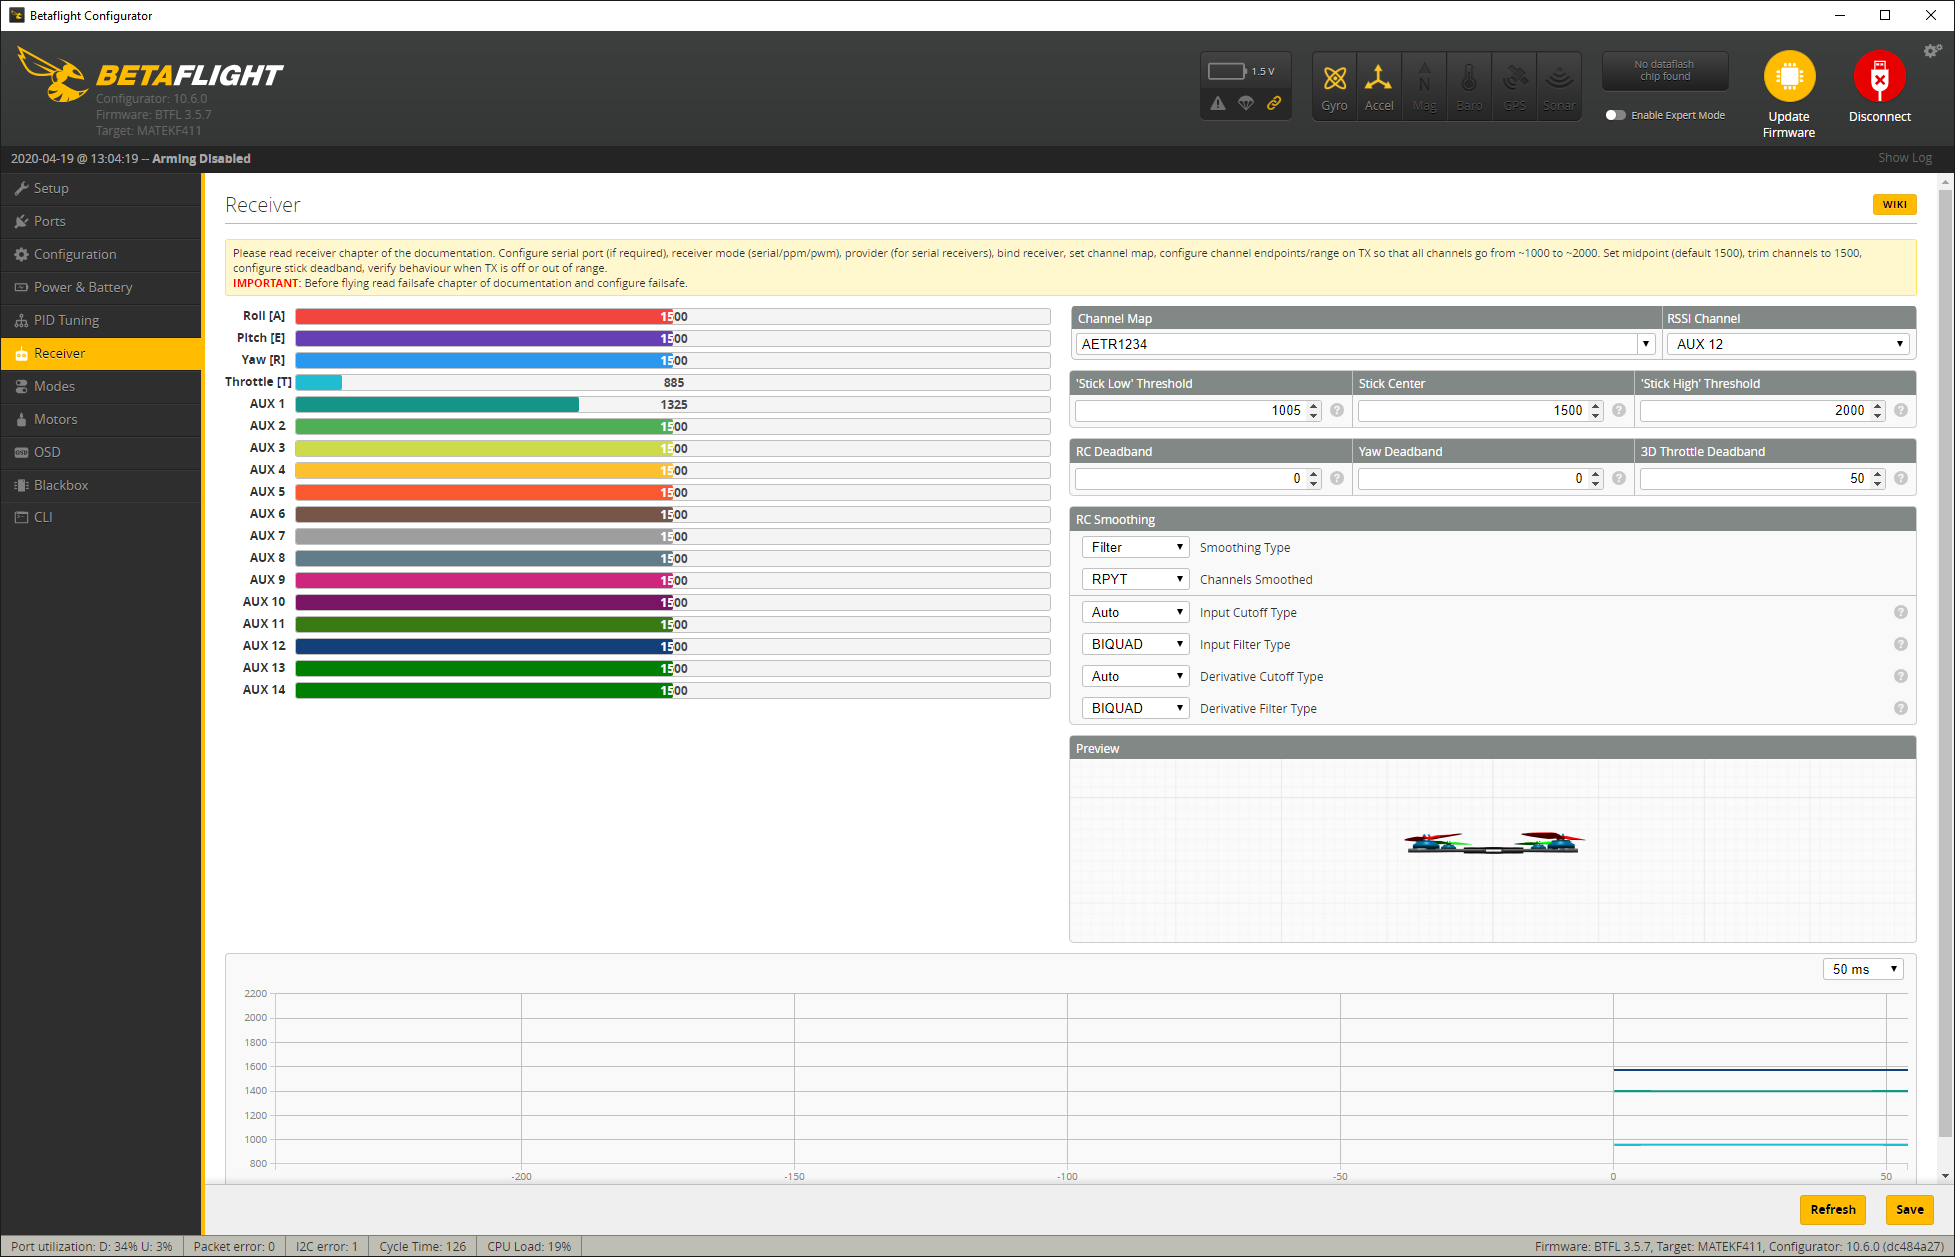 Betaflight Configurator
BETAFLIGHT
Configurator: 10.6.0
Firmware: BTFL 3.5.7
Target: MATEKF411
1.5 V
Gyro
Accel
Mag
Baro
GPS
Sonar
No dataflash
chip found
Enable Expert Mode
Update
Firmware
Disconnect
2020-04-19 @ 13:04:19 -- Arming Disabled
Show Log
Setup
Ports
Configuration
Power & Battery
PID Tuning
Receiver
Modes
Motors
OSD
Blackbox
CLI
Receiver
WIKI
Please read receiver chapter of the documentation. Configure serial port (if required), receiver mode (serial/ppm/pwm), provider (for serial receivers), bind receiver, set channel map, configure channel endpoints/range on TX so that all channels go from ~1000 to ~2000. Set midpoint (default 1500), trim channels to 1500,
configure stick deadband, verify behaviour when TX is off or out of range.
IMPORTANT: Before flying read failsafe chapter of documentation and configure failsafe.
Roll [A] 1500
Pitch [E] 1500
Yaw [R] 1500
Throttle [T] 885
AUX 1 1325
AUX 2 1500
AUX 3 1500
AUX 4 1500
AUX 5 1500
AUX 6 1500
AUX 7 1500
AUX 8 1500
AUX 9 1500
AUX 10 1500
AUX 11 1500
AUX 12 1500
AUX 13 1500
AUX 14 1500
Channel Map RSSI Channel
AETR1234 AUX 12
'Stick Low' Threshold Stick Center 'Stick High' Threshold
1005 1500 2000
RC Deadband Yaw Deadband 3D Throttle Deadband
0 0 50
RC Smoothing
Filter Smoothing Type
RPYT Channels Smoothed
Auto Input Cutoff Type
BIQUAD Input Filter Type
Auto Derivative Cutoff Type
BIQUAD Derivative Filter Type
Preview
50 ms
2200
2000
1800
1600
1400
1200
1000
800
-200 -150 -100 -50 0 50
Refresh Save
Port utilization: D: 34% U: 3% Packet error: 0 I2C error: 1 Cycle Time: 126 CPU Load: 19% Firmware: BTFL 3.5.7, Target: MATEKF411, Configurator: 10.6.0 (dc484a27)